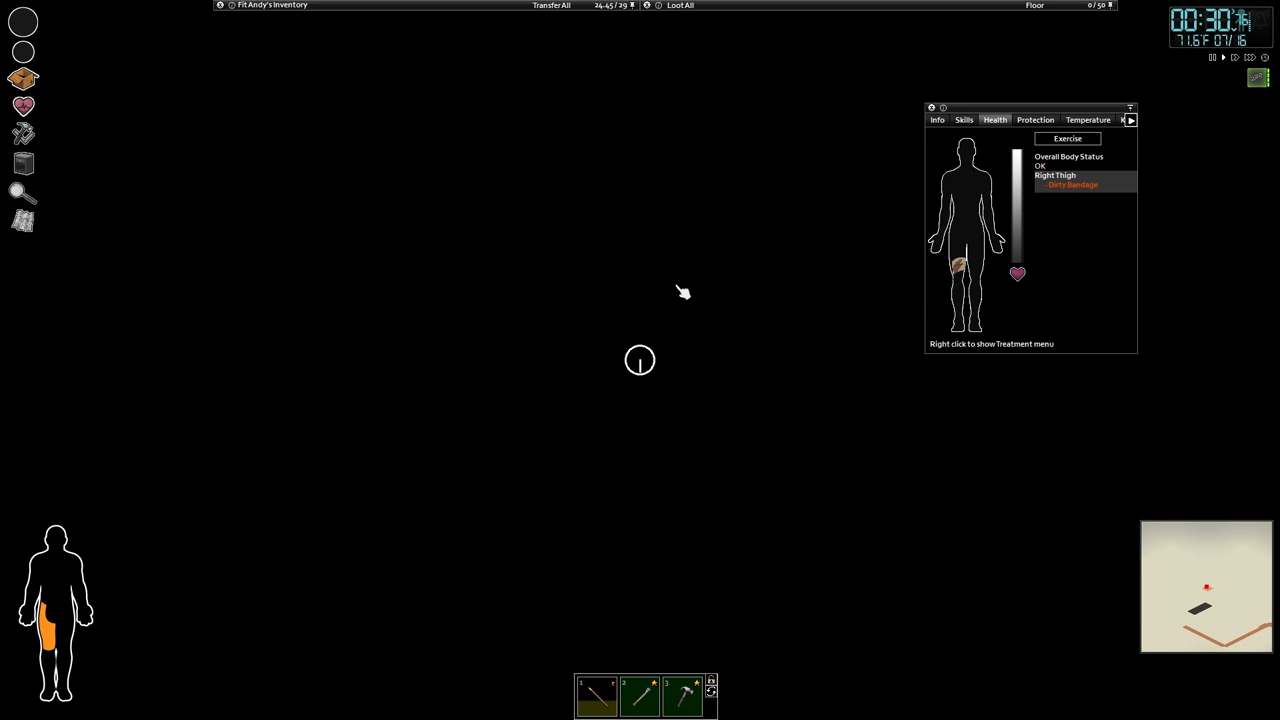 Fit Andy's Inventory
Transfer All
24.45 / 29
Loot All
Floor
0 / 50
00:30
71.6°F 07/16
Info
Skills
Health
Protection
Temperature
Exercise
Overall Body Status
OK
Right Thigh
- Dirty Bandage
Right click to show Treatment menu
1
2
3